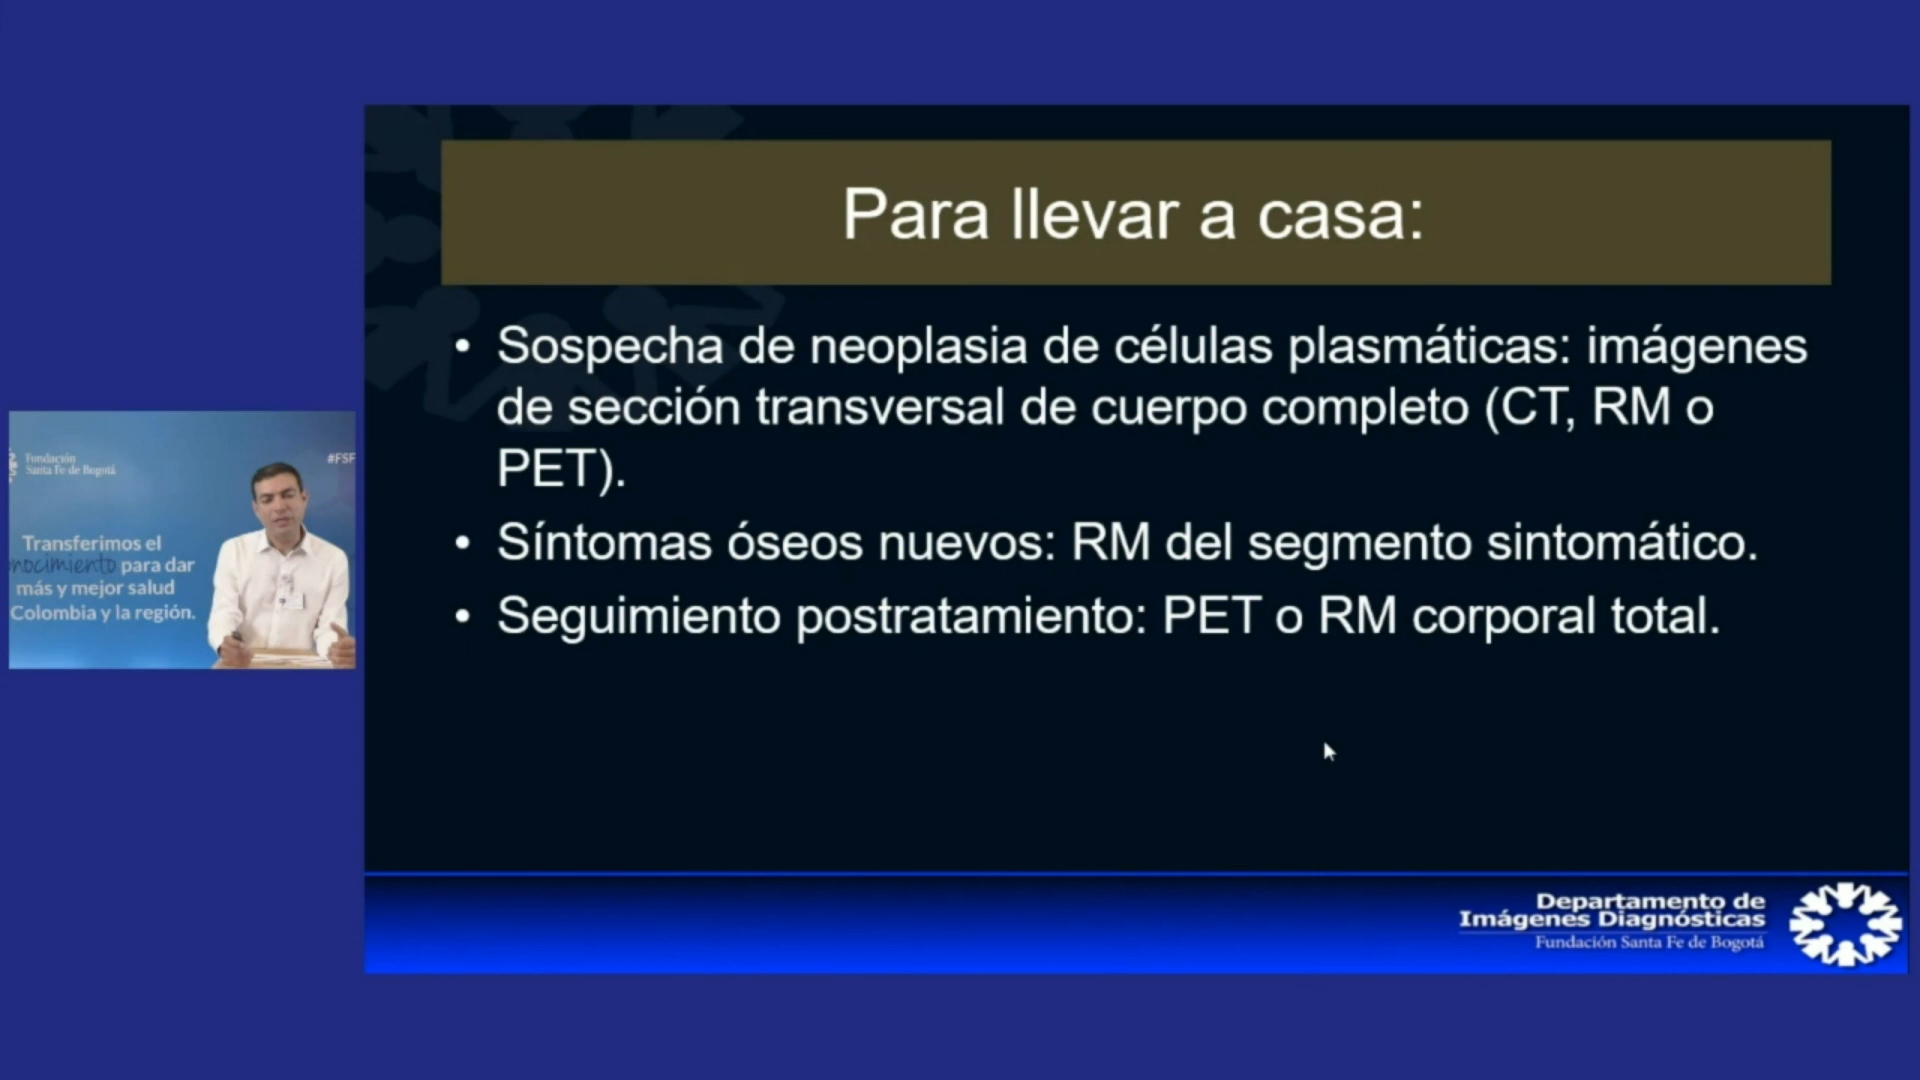 Para llevar a casa:
• Sospecha de neoplasia de células plasmáticas: imágenes
de sección transversal de cuerpo completo (CT, RM o
PET).
• Síntomas óseos nuevos: RM del segmento sintomático.
• Seguimiento postratamiento: PET o RM corporal total.
Departamento de
Imágenes Diagnósticas
Fundación Santa Fe de Bogotá
Fundación
Santa Fe de Bogotá
#FSF
Transferimos el
nocimiento para dar
más y mejor salud
Colombia y la región.